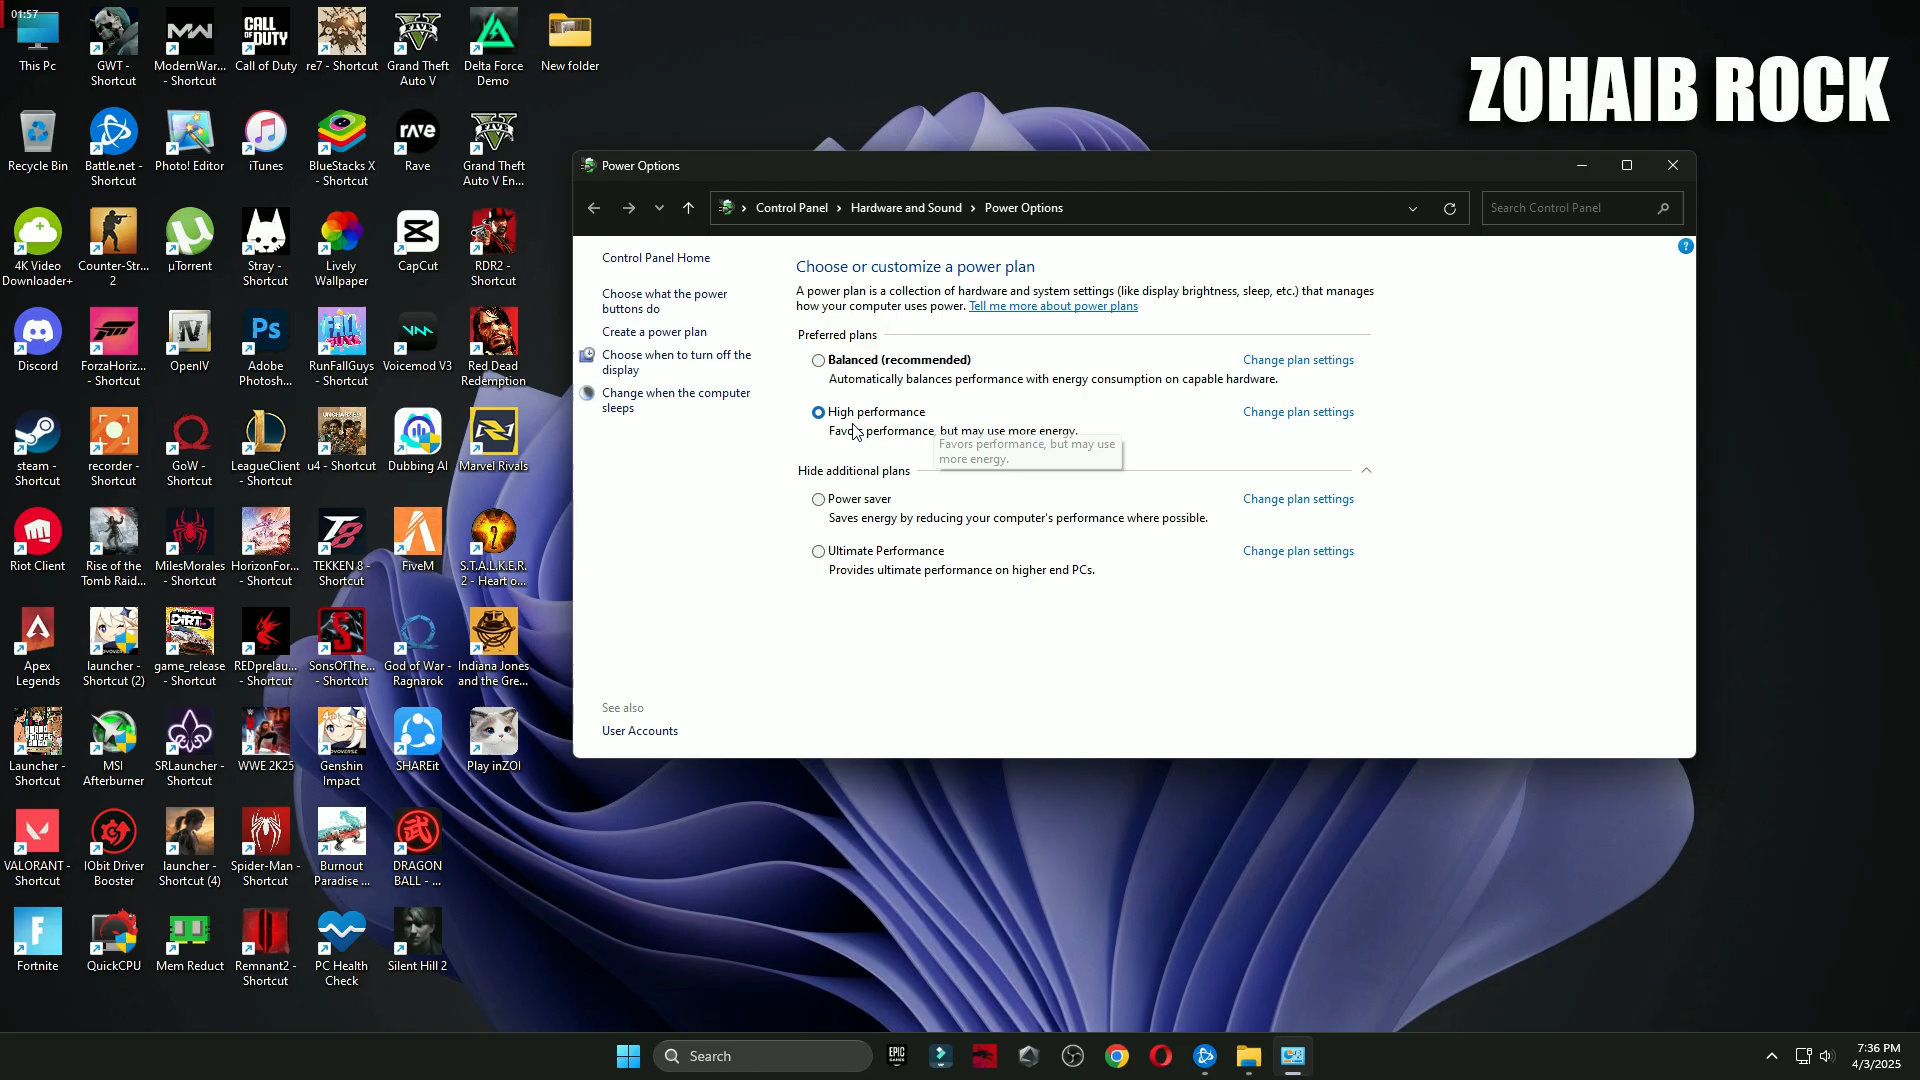 01:57
ZOHAIB ROCK
This Pc
GWT -
Shortcut
ModernWar...
- Shortcut
CALL OF DUTY
Call of Duty
re7 - Shortcut
Grand Theft
Auto V
Delta Force
Demo
New folder
Recycle Bin
Battle.net -
Shortcut
Photo! Editor
iTunes
BlueStacks X
- Shortcut
rave
Rave
Grand Theft
Auto V En...
4K Video
Downloader+
Counter-Str...
2
µTorrent
Stray -
Shortcut
Lively
Wallpaper
CapCut
RDR2 -
Shortcut
Discord
ForzaHoriz...
- Shortcut
IV
OpenIV
Ps
Adobe
Photosh...
RunFallGuys
- Shortcut
Voicemod V3
Red Dead
Redemption
steam -
Shortcut
recorder -
Shortcut
GoW -
Shortcut
LeagueClient
- Shortcut
UNCHARTED
u4 - Shortcut
Dubbing AI
Marvel Rivals
Riot Client
Rise of the
Tomb Raid...
MilesMorales
- Shortcut
HorizonFor...
- Shortcut
T8
TEKKEN 8 -
Shortcut
FiveM
S.T.A.L.K.E.R.
2 - Heart o...
Apex
Legends
launcher -
Shortcut (2)
DiRT
game_release
- Shortcut
REDprelau...
- Shortcut
SonsOfThe...
- Shortcut
God of War -
Ragnarok
Indiana Jones
and the Gre...
Launcher -
Shortcut
MSI
Afterburner
SRLauncher -
Shortcut
WWE 2K25
Genshin
Impact
SHAREit
Play inZOI
VALORANT -
Shortcut
IObit Driver
Booster
launcher -
Shortcut (4)
Spider-Man -
Shortcut
Burnout
Paradise ...
武
DRAGON
BALL - ...
F
Fortnite
QuickCPU
Mem Reduct
Remnant2 -
Shortcut
PC Health
Check
Silent Hill 2
Power Options
Control Panel › Hardware and Sound › Power Options
Search Control Panel
Control Panel Home
Choose what the power
buttons do
Create a power plan
Choose when to turn off the
display
Change when the computer
sleeps
See also
User Accounts
?
Choose or customize a power plan
A power plan is a collection of hardware and system settings (like display brightness, sleep, etc.) that manages
how your computer uses power. Tell me more about power plans
Preferred plans
Balanced (recommended) Change plan settings
Automatically balances performance with energy consumption on capable hardware.
High performance Change plan settings
Favors performance, but may use more energy.
Favors performance, but may use
more energy.
Hide additional plans
Power saver Change plan settings
Saves energy by reducing your computer's performance where possible.
Ultimate Performance Change plan settings
Provides ultimate performance on higher end PCs.
Search
EPIC
GAMES
7:36 PM
4/3/2025